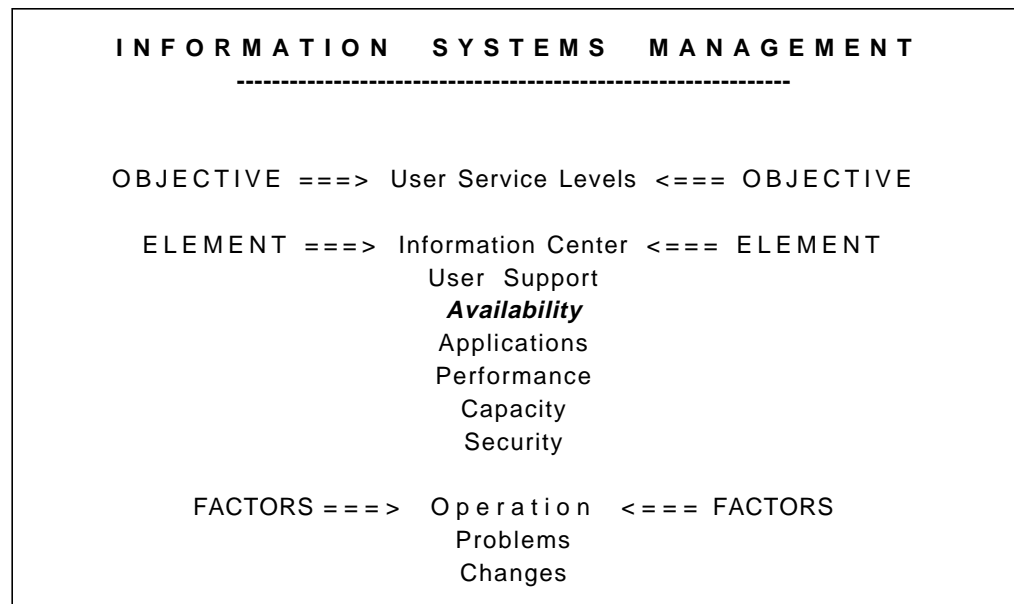 INFORMATION SYSTEMS MANAGEMENT
---------------------------------------------------------------
OBJECTIVE ===> User Service Levels <=== OBJECTIVE
ELEMENT ===> Information Center <=== ELEMENT
User Support
Availability
Applications
Performance
Capacity
Security
FACTORS ===> Operation <=== FACTORS
Problems
Changes